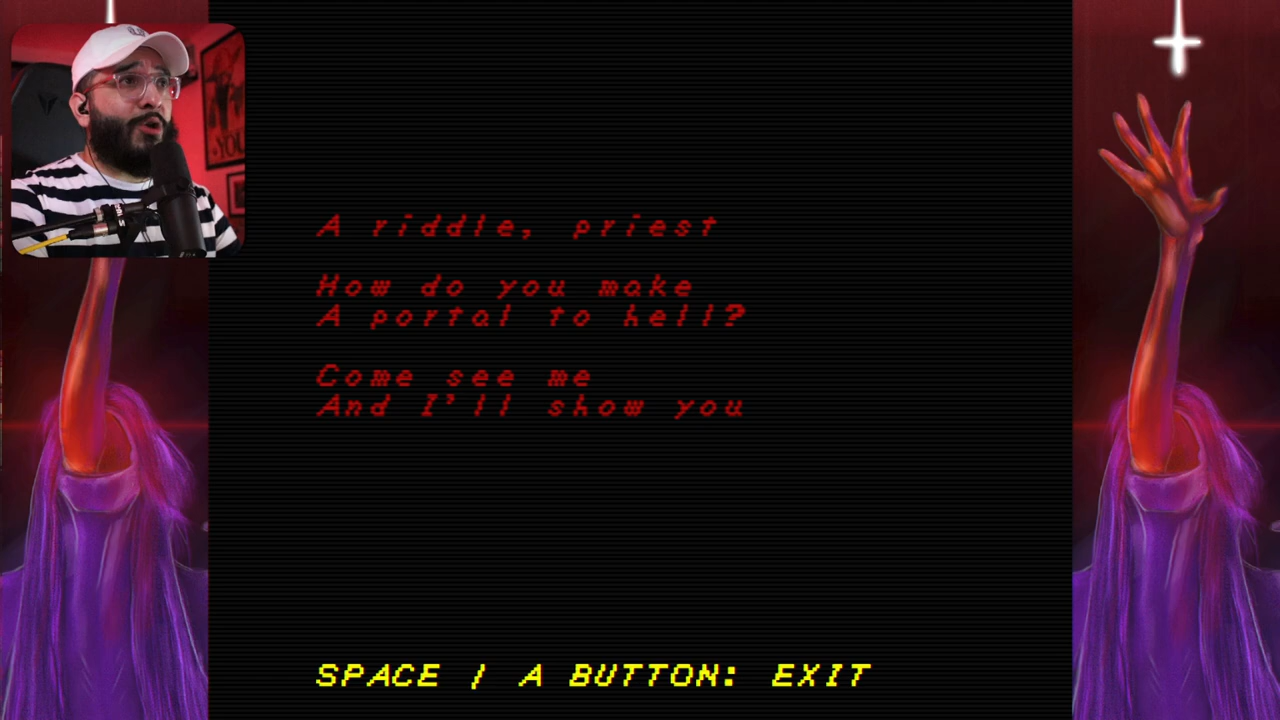 A riddle, priest
How do you make
A portal to hell?
Come see me
And I'll show you
SPACE / A BUTTON: EXIT